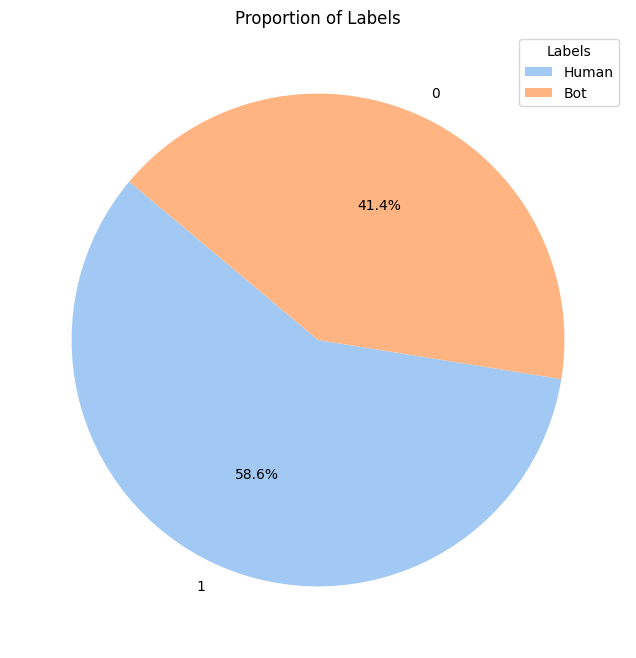 Proportion of Labels
Labels
Human
Bot
0
41.4%
58.6%
1